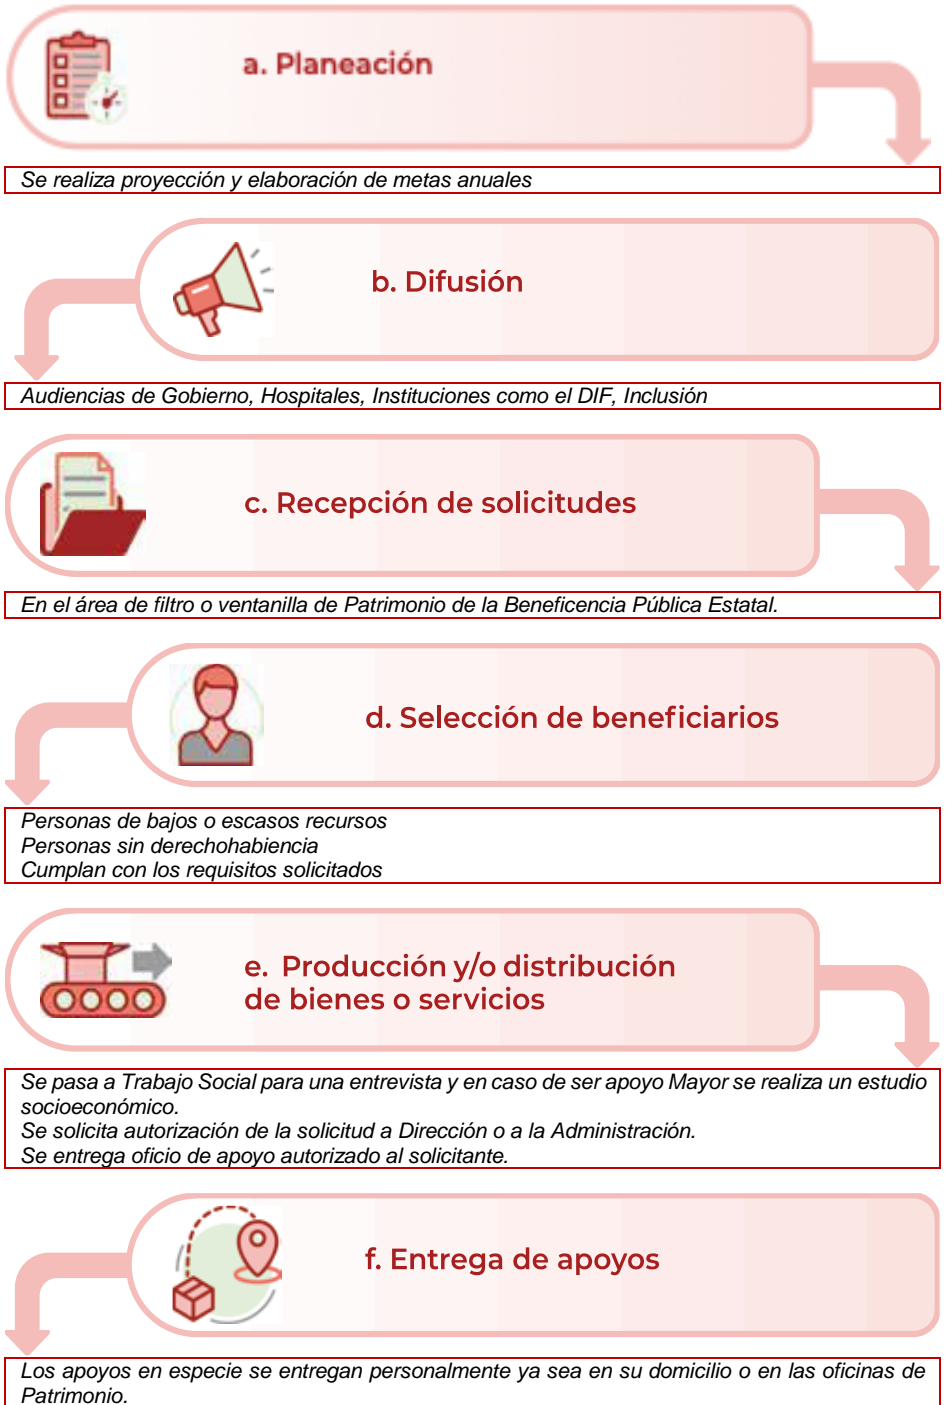 a. Planeación
Se realiza proyección y elaboración de metas anuales
b. Difusión
Audiencias de Gobierno, Hospitales, Instituciones como el DIF, Inclusión
c. Recepción de solicitudes
En el área de filtro o ventanilla de Patrimonio de la Beneficencia Pública Estatal.
d. Selección de beneficiarios
Personas de bajos o escasos recursos
Personas sin derechohabiencia
Cumplan con los requisitos solicitados
e. Producción y/o distribución
de bienes o servicios
Se pasa a Trabajo Social para una entrevista y en caso de ser apoyo Mayor se realiza un estudio
socioeconómico.
Se solicita autorización de la solicitud a Dirección o a la Administración.
Se entrega oficio de apoyo autorizado al solicitante.
f. Entrega de apoyos
Los apoyos en especie se entregan personalmente ya sea en su domicilio o en las oficinas de
Patrimonio.